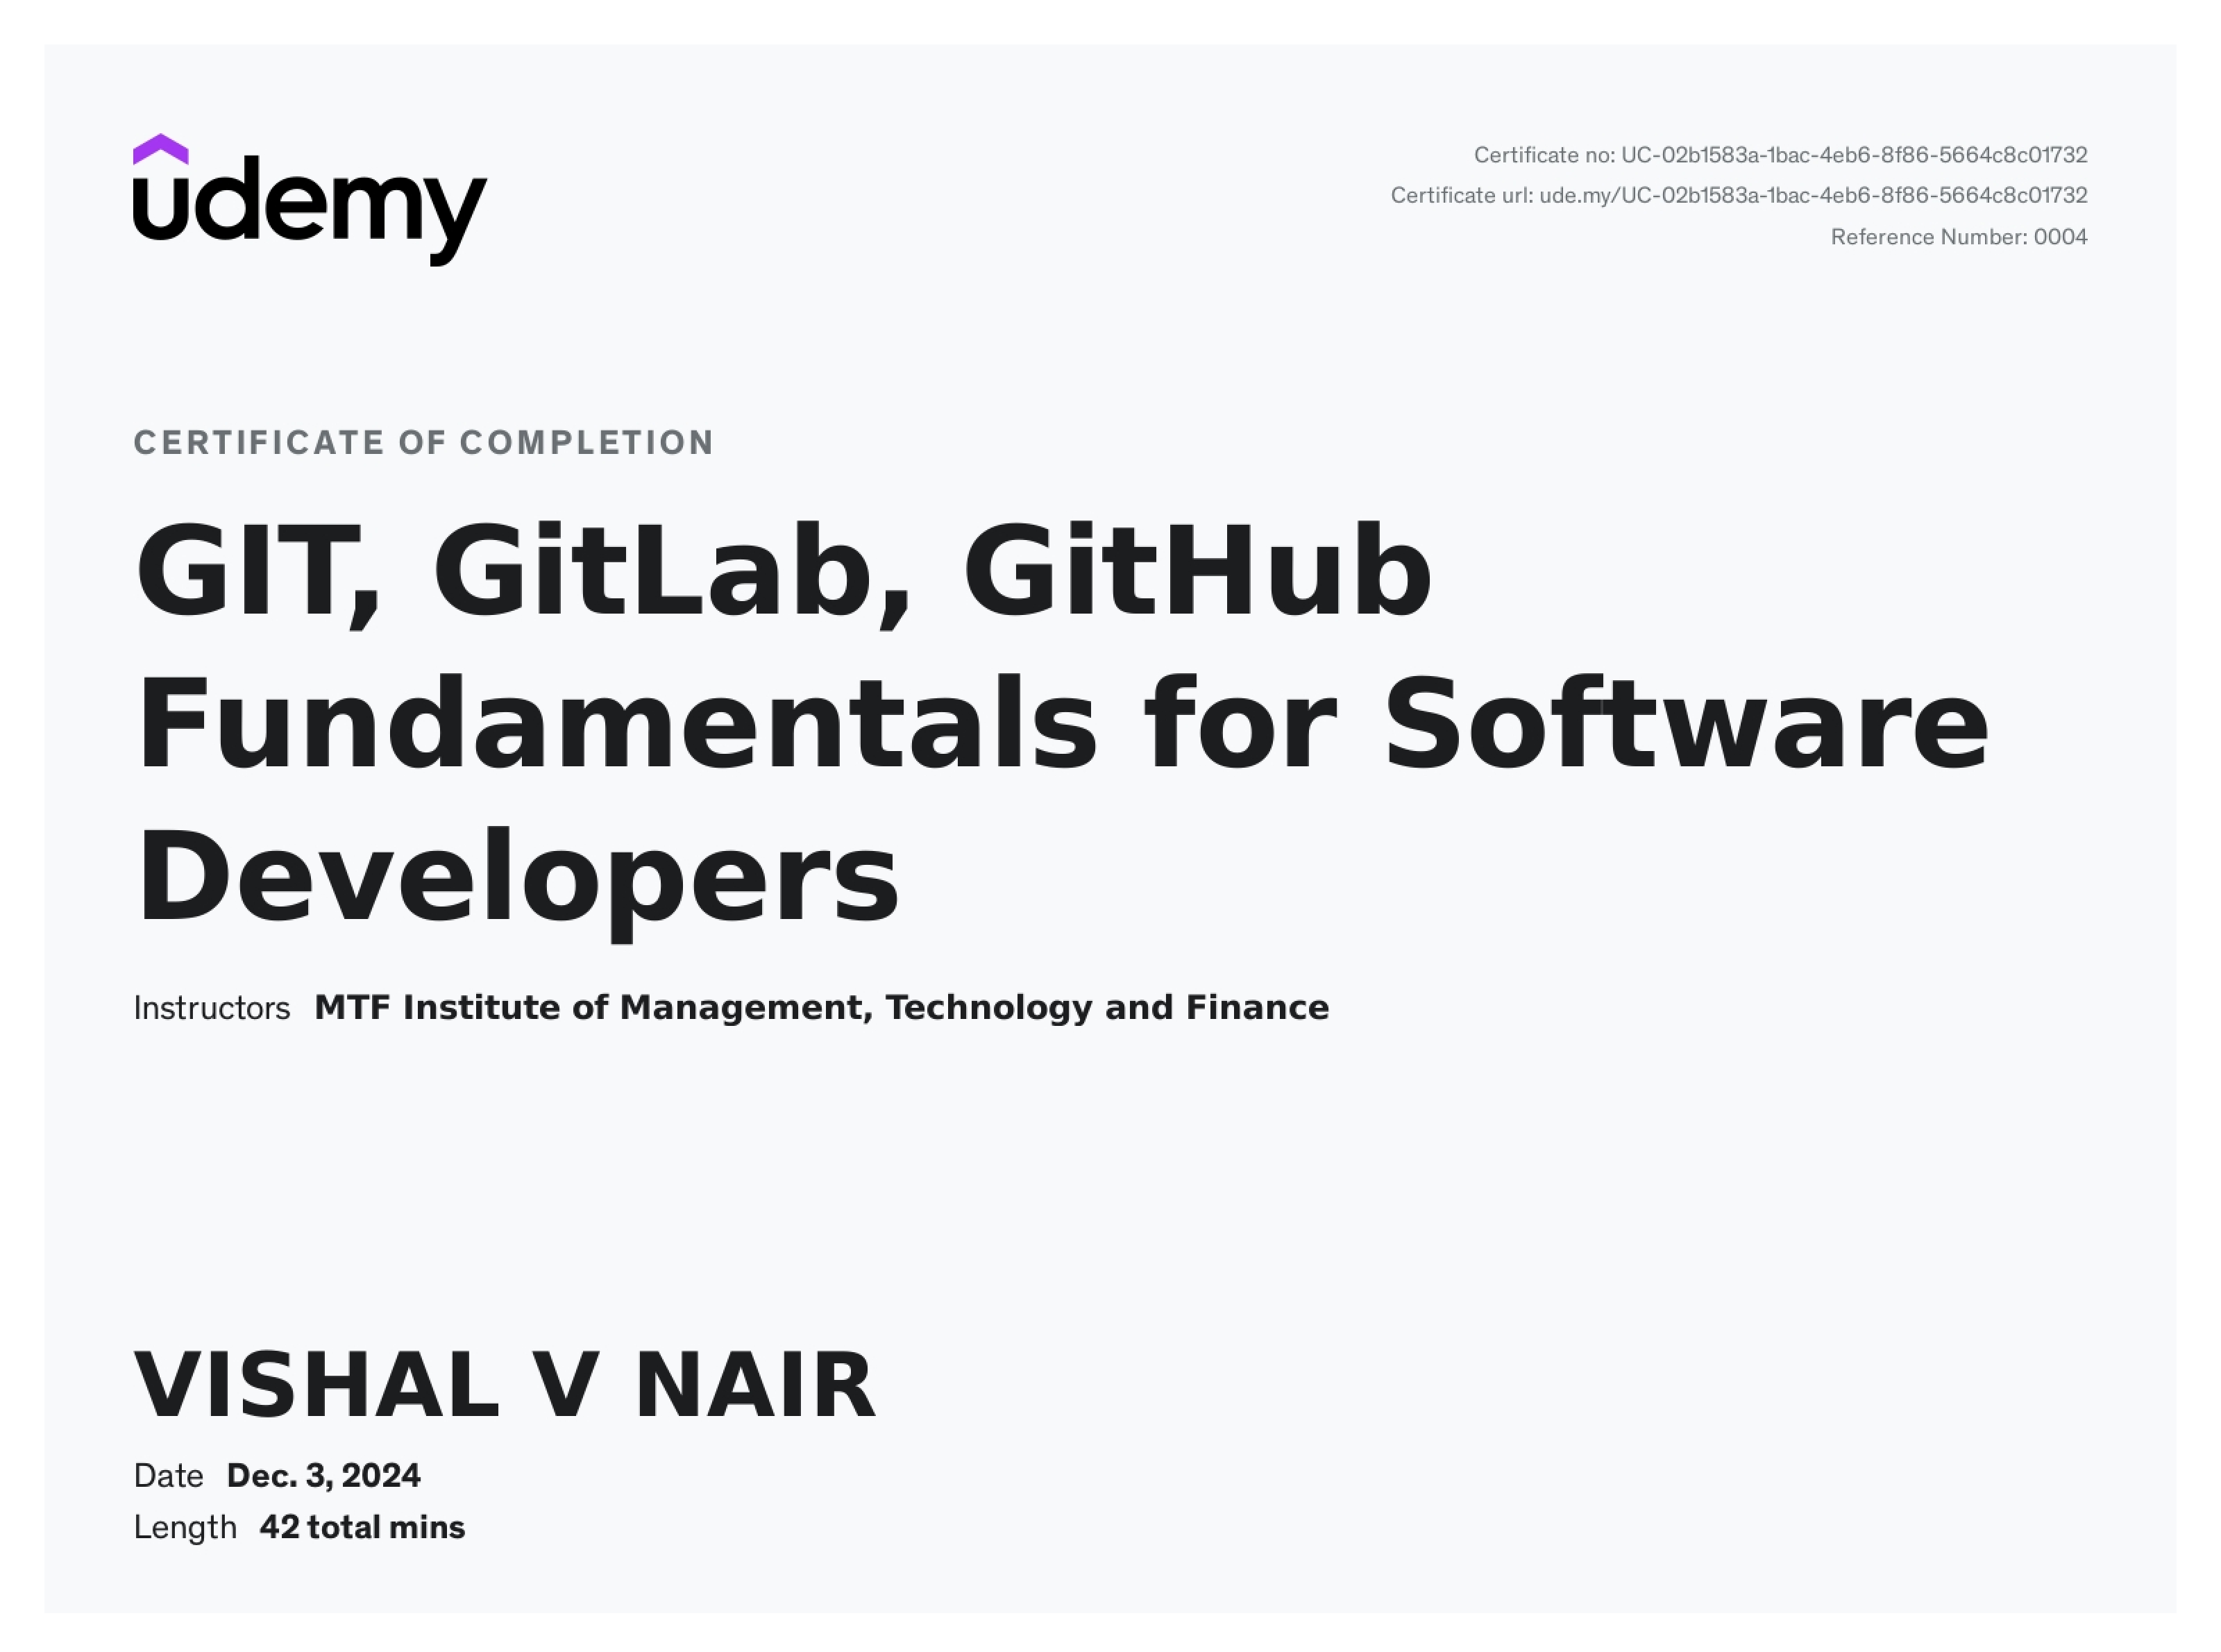 udemy
Certificate no: UC-02b1583a-1bac-4eb6-8f86-5664c8c01732
Certificate url: ude.my/UC-02b1583a-1bac-4eb6-8f86-5664c8c01732
Reference Number: 0004
CERTIFICATE OF COMPLETION
GIT, GitLab, GitHub
Fundamentals for Software
Developers
Instructors MTF Institute of Management, Technology and Finance
VISHAL V NAIR
Date Dec. 3, 2024
Length 42 total mins